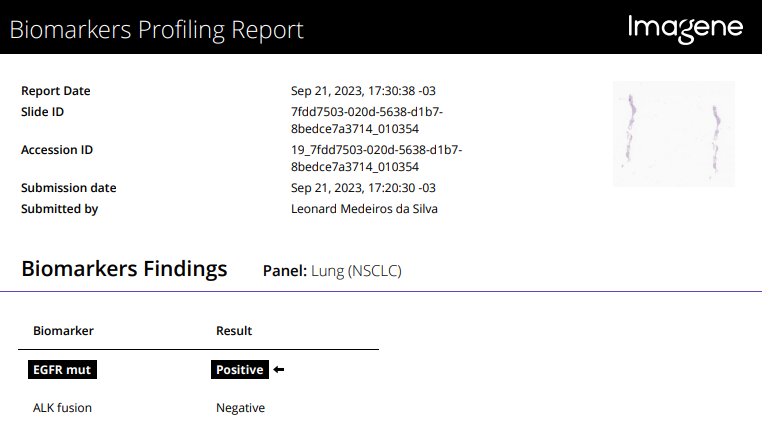 Biomarkers Profiling Report
Imagene
Report Date Sep 21, 2023, 17:30:38 -03
Slide ID 7fdd7503-020d-5638-d1b7-
8bedce7a3714_010354
Accession ID 19_7fdd7503-020d-5638-d1b7-
8bedce7a3714_010354
Submission date Sep 21, 2023, 17:20:30 -03
Submitted by Leonard Medeiros da Silva
Biomarkers Findings Panel: Lung (NSCLC)
Biomarker Result
EGFR mut Positive ←
ALK fusion Negative